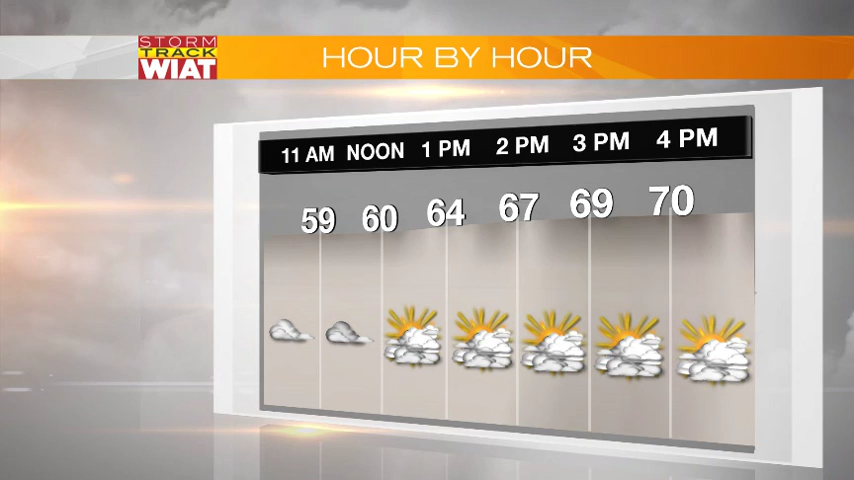 STORM
TRACK
WIAT
HOUR BY HOUR
11 AM NOON 1 PM 2 PM 3 PM 4 PM
59 60 64 67 69 70